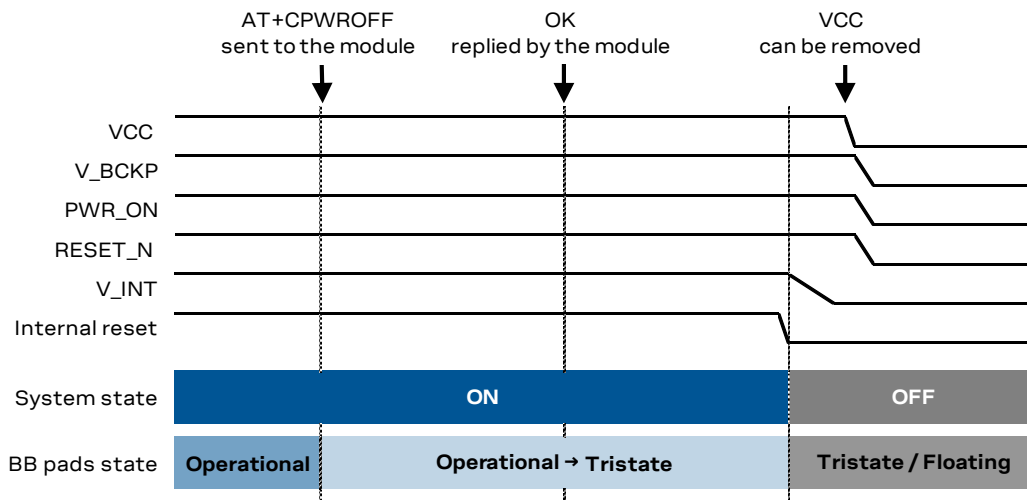 AT+CPWROFF
sent to the module
OK
replied by the module
VCC
can be removed
VCC
V_BCKP
PWR_ON
RESET_N
V_INT
Internal reset
System state
ON
OFF
BB pads state
Operational
Operational → Tristate
Tristate / Floating